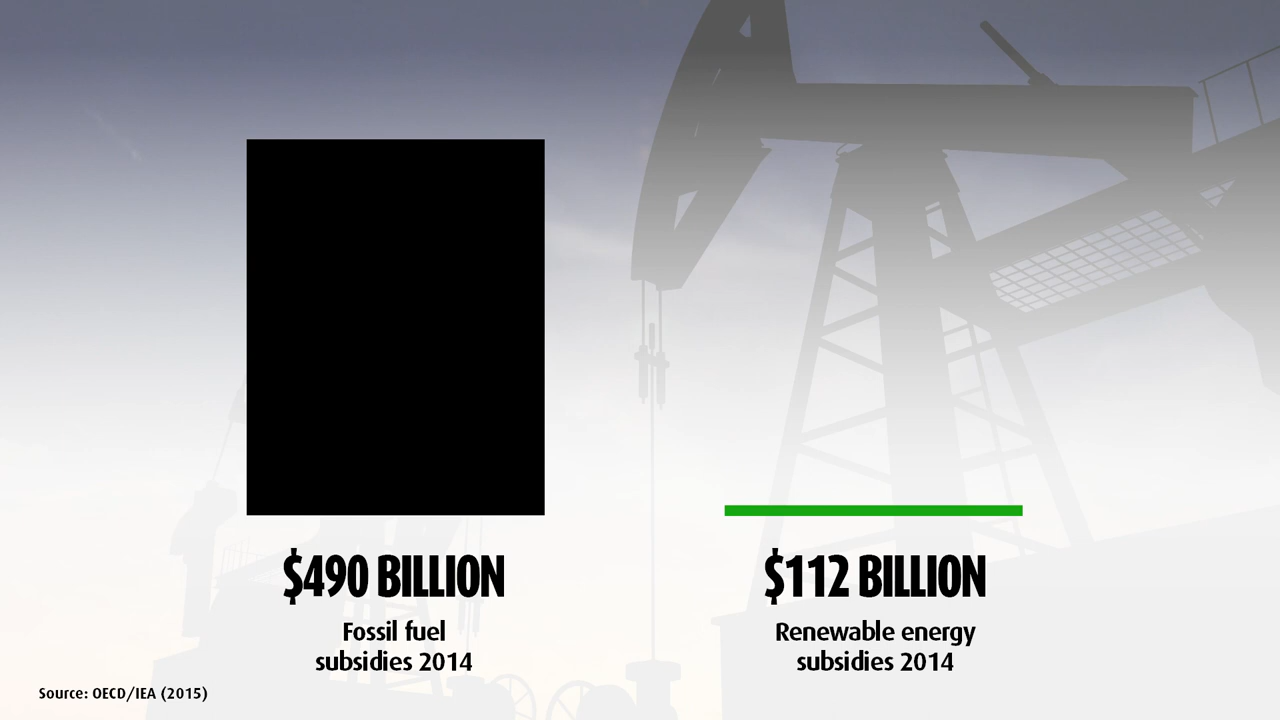 $490 BILLION
Fossil fuel
subsidies 2014
$112 BILLION
Renewable energy
subsidies 2014
Source: OECD/IEA (2015)